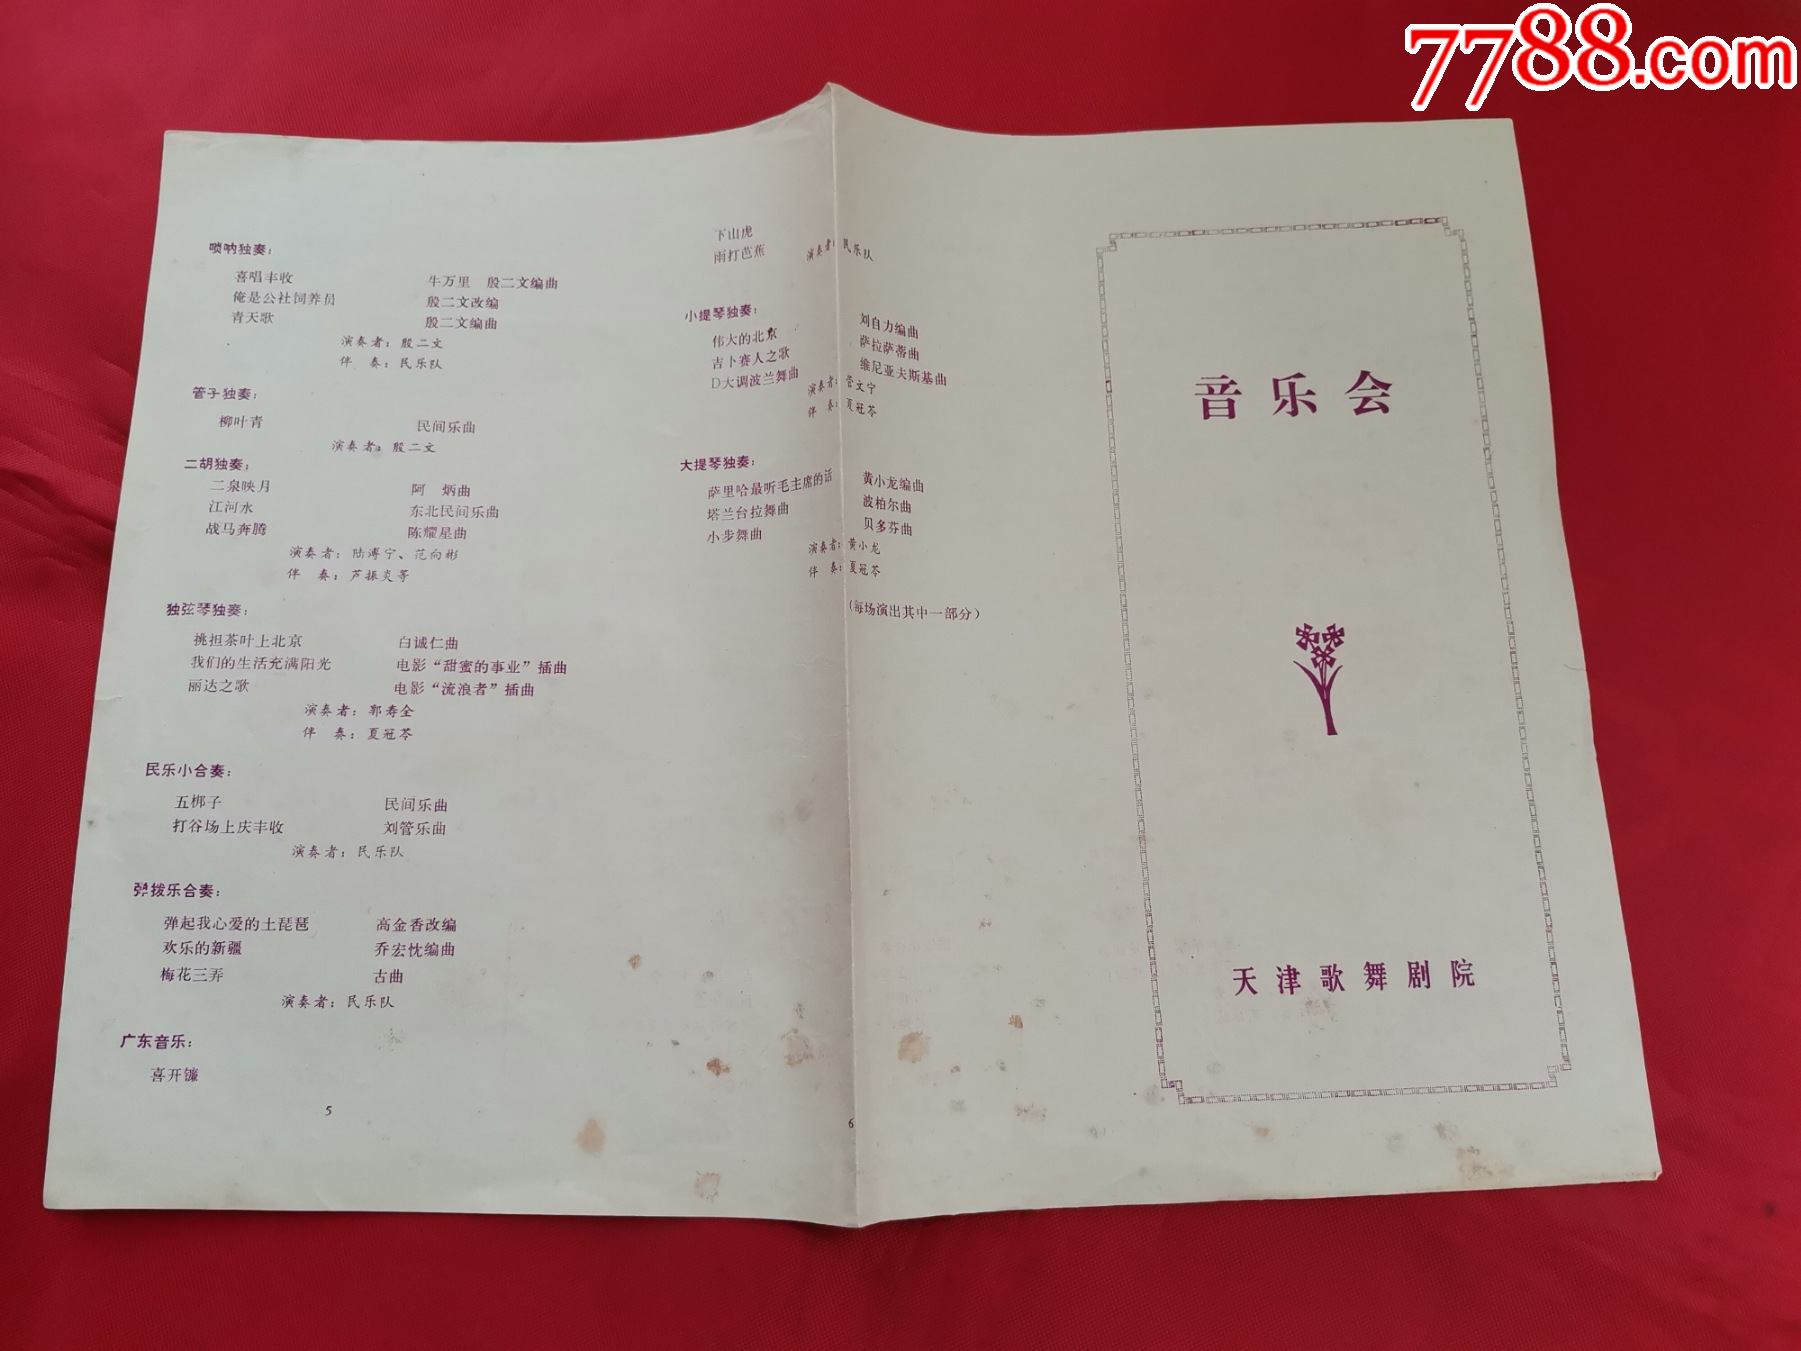 7788.com
唢呐独奏：
喜唱丰收 牛万里 殷二文编曲
俺是公社饲养员 殷二文改编
青天歌 殷二文编曲
演奏者：殷二文
伴 奏：民乐队
管子独奏：
柳叶青 民间乐曲
演奏者：殷二文
二胡独奏：
二泉映月 阿 炳曲
江河水 东北民间乐曲
战马奔腾 陈耀星曲
演奏者：陆溥宁、范向彬
伴 奏：芦振炎等
独弦琴独奏：
挑担茶叶上北京 白诚仁曲
我们的生活充满阳光 电影“甜蜜的事业”插曲
丽达之歌 电影“流浪者”插曲
演奏者：郭寿全
伴 奏：夏冠苓
民乐小合奏：
五梆子 民间乐曲
打谷场上庆丰收 刘管乐曲
演奏者：民乐队
弹拨乐合奏：
弹起我心爱的土琵琶 高金香改编
欢乐的新疆 乔宏忱编曲
梅花三弄 古曲
演奏者：民乐队
广东音乐：
喜开镰
5
下山虎
雨打芭蕉
演奏者：民乐队
小提琴独奏：
伟大的北京 刘自力编曲
吉卜赛人之歌 萨拉萨蒂曲
D大调波兰舞曲 维尼亚夫斯基曲
演奏者：管文宁
伴 奏：夏冠苓
大提琴独奏：
萨里哈最听毛主席的话 黄小龙编曲
塔兰台拉舞曲 波柏尔曲
小步舞曲 贝多芬曲
演奏者：黄小龙
伴 奏：夏冠苓
（每场演出其中一部分）
6
音乐会
天津歌舞剧院